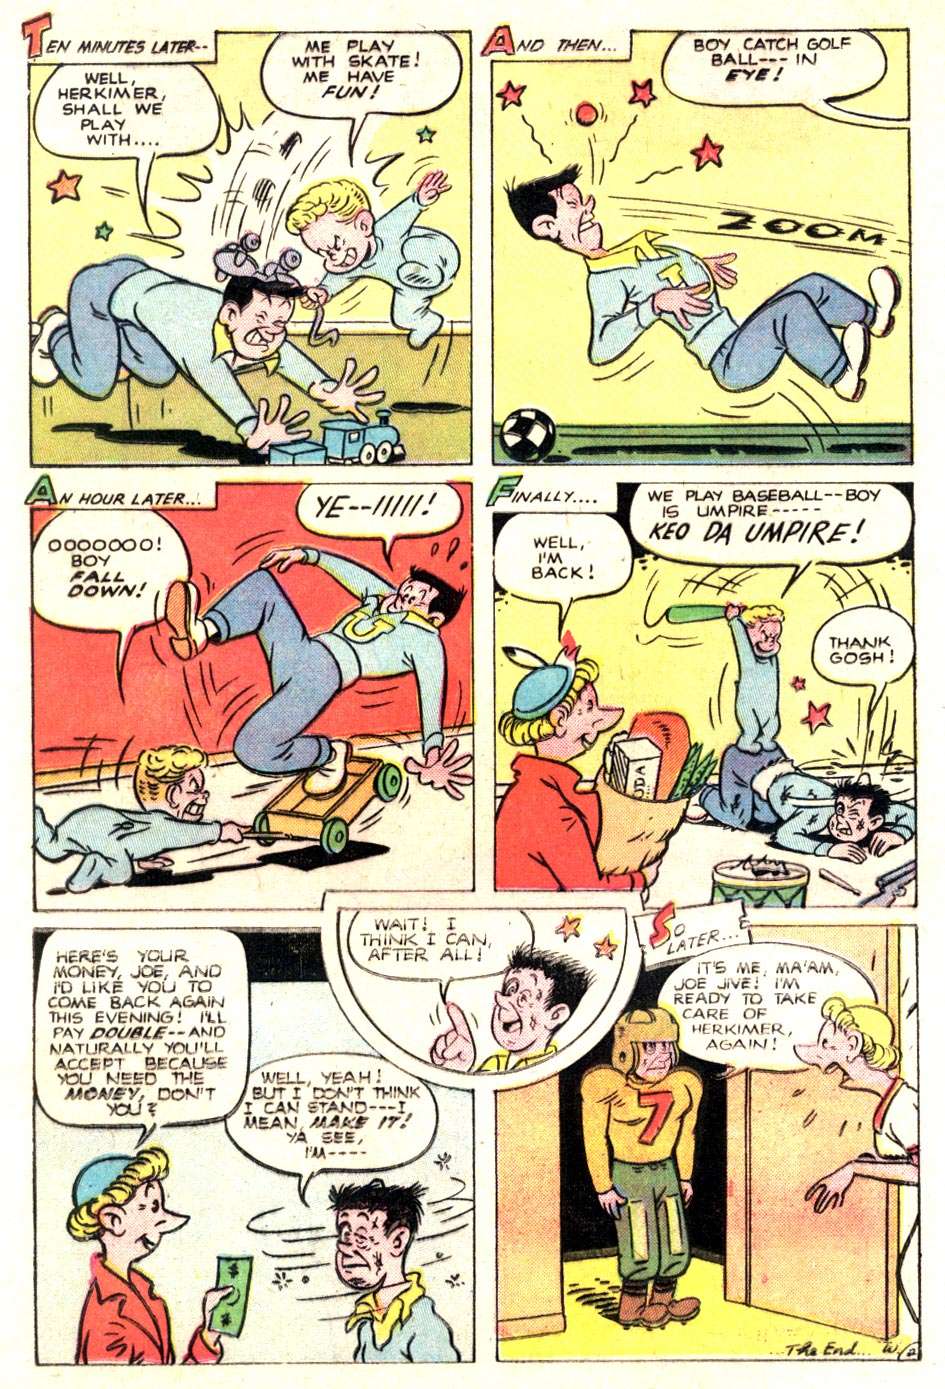 TEN MINUTES LATER--
WELL,
HERKIMER,
SHALL WE
PLAY
WITH....
ME PLAY
WITH SKATE!
ME HAVE
FUN!
AND THEN...
BOY CATCH GOLF
BALL--- IN
EYE!
ZOOM
J
AN HOUR LATER...
OOOOOOO!
BOY
FALL
DOWN!
YE--IIIII!
J
FINALLY....
WELL,
I'M
BACK!
WE PLAY BASEBALL--BOY
IS UMPIRE-----
KEO DA UMPIRE!
THANK
GOSH!
HERE'S YOUR
MONEY, JOE, AND
I'D LIKE YOU TO
COME BACK AGAIN
THIS EVENING! I'LL
PAY DOUBLE--AND
NATURALLY YOU'LL
ACCEPT BECAUSE
YOU NEED THE
MONEY, DON'T
YOU?
WELL, YEAH!
BUT I DON'T THINK
I CAN STAND---I
MEAN, MAKE IT!
YA SEE,
I'M----
$
$
WAIT! I
THINK I CAN,
AFTER ALL!
SO
LATER...
IT'S ME, MA'AM,
JOE JIVE! I'M
READY TO TAKE
CARE OF
HERKIMER,
AGAIN!
7
...The End...